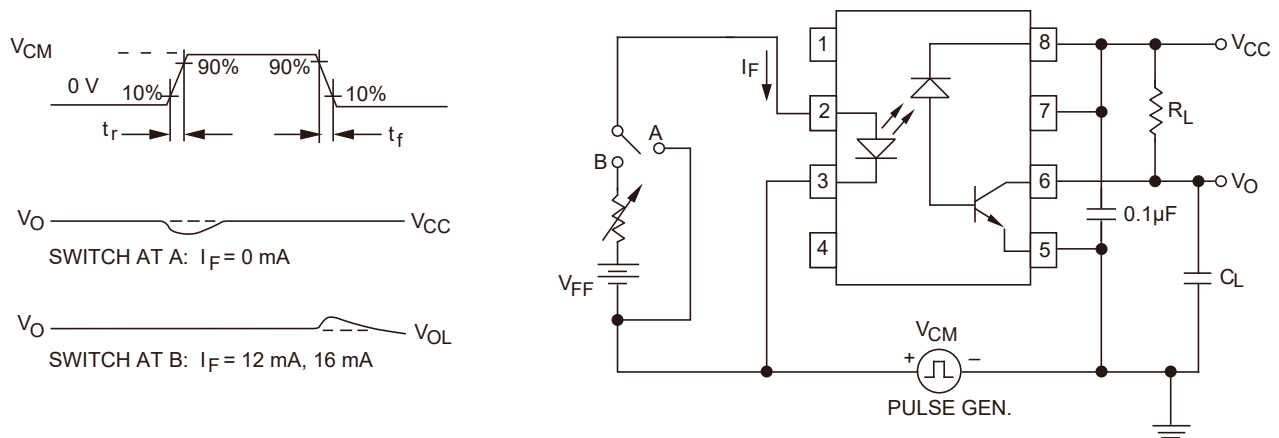 VCM
0 V
10%
90%
90%
10%
tr
tf
VO
VCC
SWITCH AT A: IF = 0 mA
VO
VOL
SWITCH AT B: IF = 12 mA, 16 mA
IF
A
B
VFF
1
2
3
4
8
7
6
5
VCC
RL
VO
0.1µF
CL
VCM
+
–
PULSE GEN.